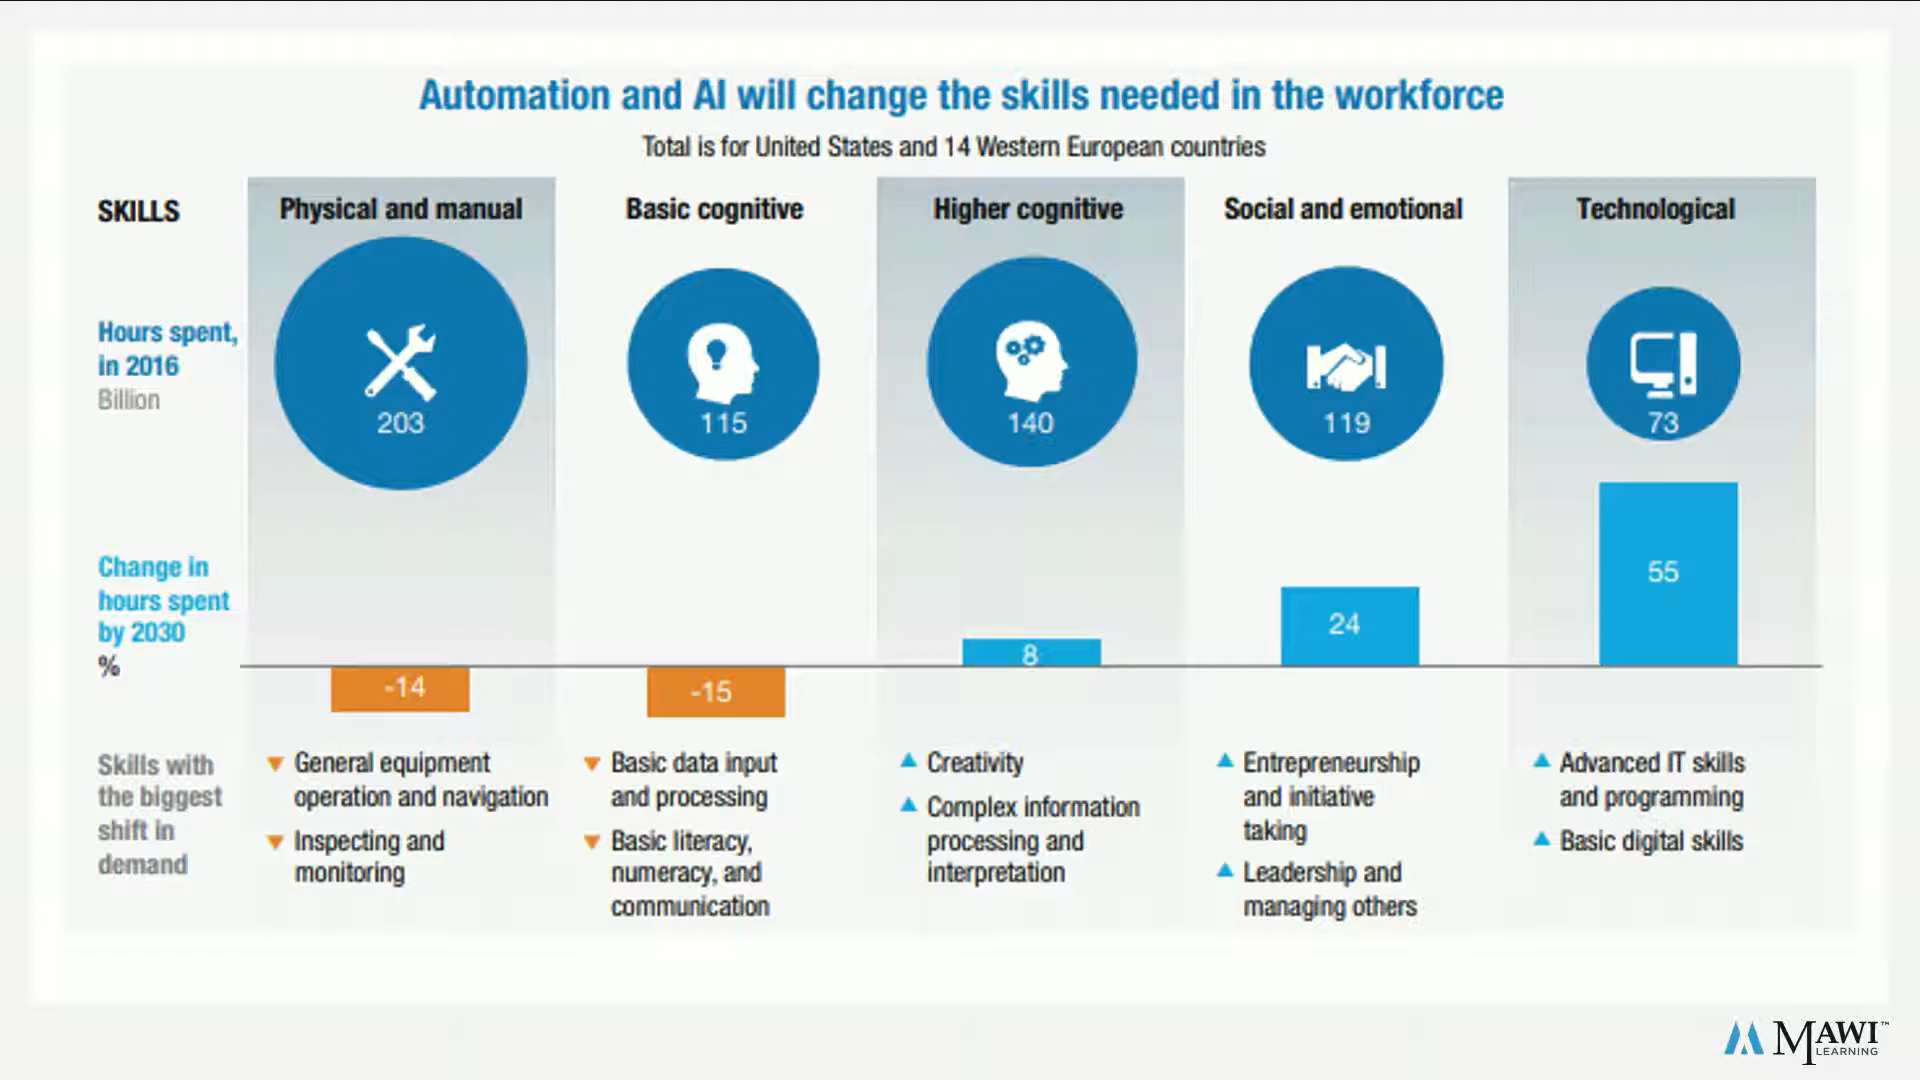 Automation and AI will change the skills needed in the workforce
Total is for United States and 14 Western European countries
SKILLS
Physical and manual
Basic cognitive
Higher cognitive
Social and emotional
Technological
Hours spent,
in 2016
Billion
203
115
140
119
73
Change in
hours spent
by 2030
%
-14
-15
8
24
55
Skills with
the biggest
shift in
demand
General equipment
operation and navigation
Inspecting and
monitoring
Basic data input
and processing
Basic literacy,
numeracy, and
communication
Creativity
Complex information
processing and
interpretation
Entrepreneurship
and initiative
taking
Leadership and
managing others
Advanced IT skills
and programming
Basic digital skills
MAWI™
LEARNING